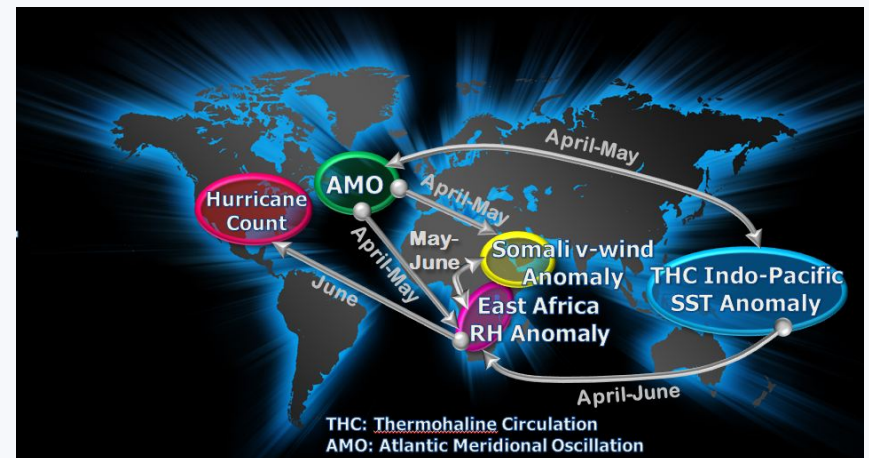 April-May
AMO
April-May
Hurricane
Count
April-May
May-
June
Somali v-wind
Anomaly
THC Indo-Pacific
SST Anomaly
June
East Africa
RH Anomaly
April-June
THC: Thermohaline Circulation
AMO: Atlantic Meridional Oscillation